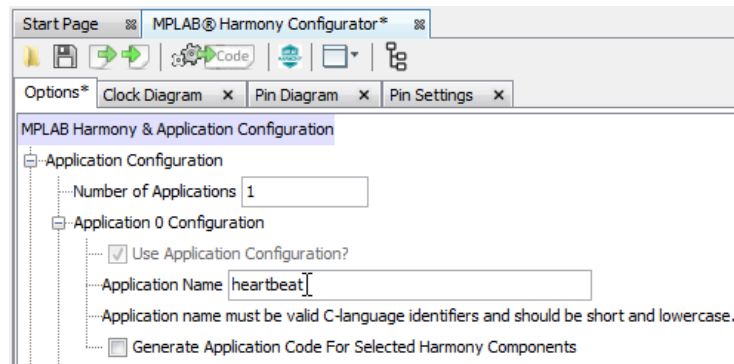 Start Page MPLAB® Harmony Configurator*
Code
Options* Clock Diagram x Pin Diagram x Pin Settings x
MPLAB Harmony & Application Configuration
Application Configuration
Number of Applications 1
Application 0 Configuration
Use Application Configuration?
Application Name heartbeat
Application name must be valid C-language identifiers and should be short and lowercase.
Generate Application Code For Selected Harmony Components